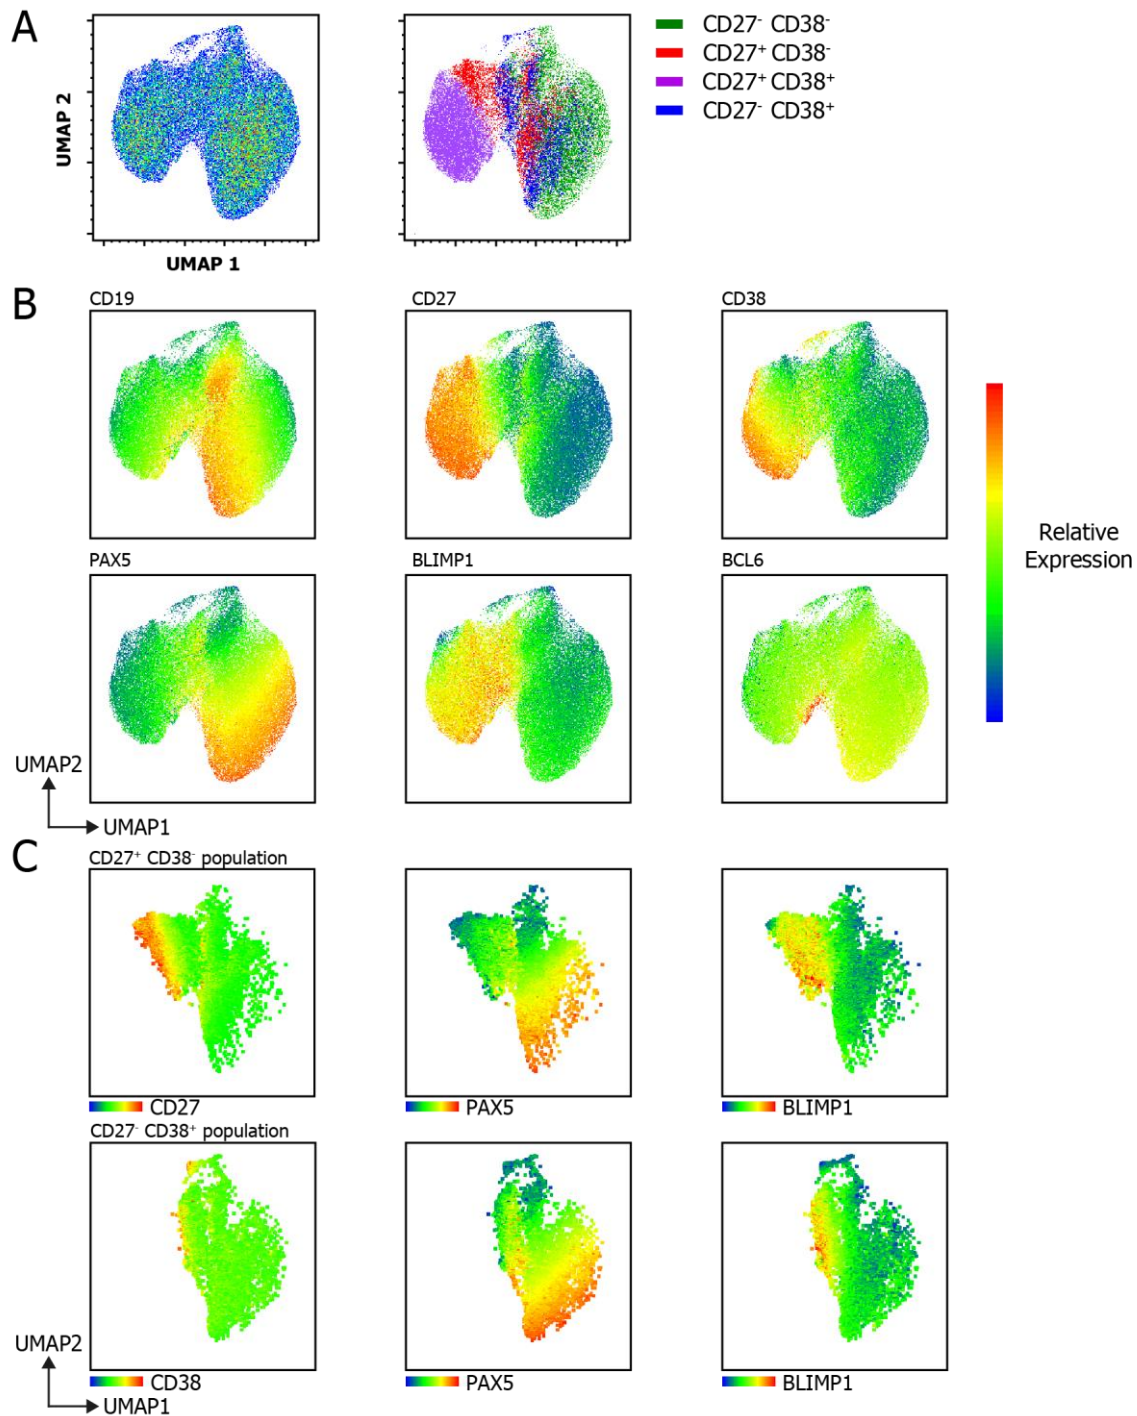 A
CD27⁻ CD38⁻
CD27⁺ CD38⁻
CD27⁺ CD38⁺
CD27⁻ CD38⁺
UMAP 2
UMAP 1
B
CD19
CD27
CD38
Relative
Expression
PAX5
BLIMP1
BCL6
UMAP2
UMAP1
C
CD27⁺ CD38⁻ population
CD27
PAX5
BLIMP1
CD27⁻ CD38⁺ population
UMAP2
CD38
PAX5
BLIMP1
UMAP1